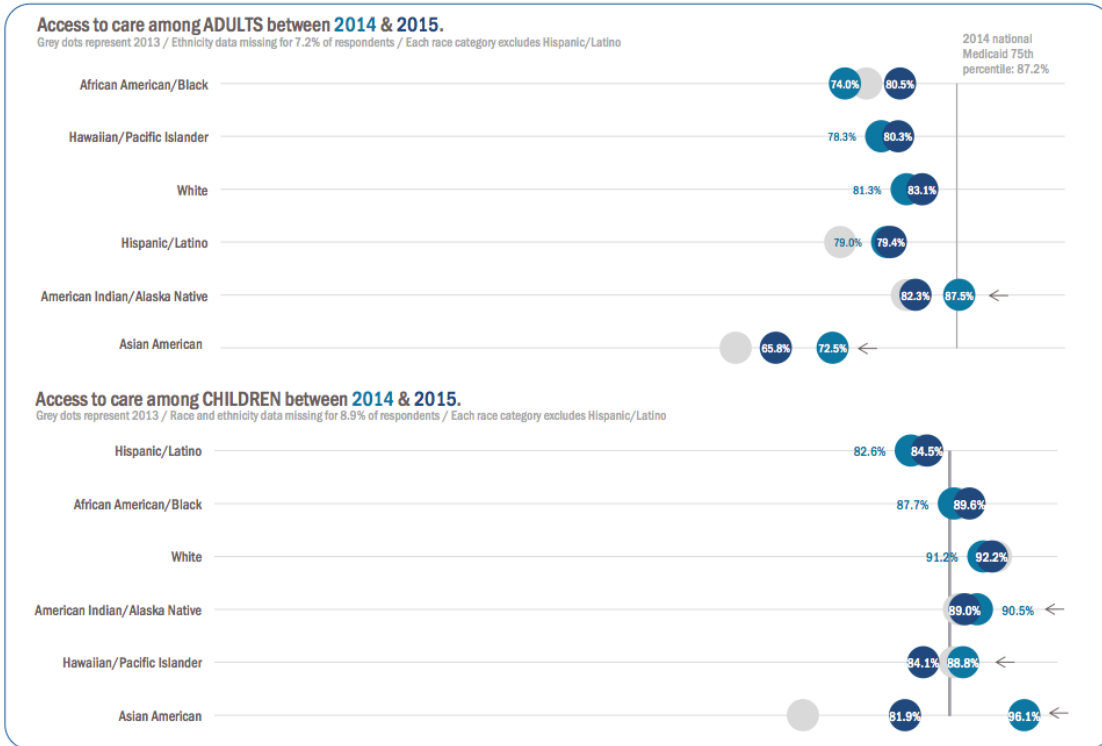 Access to care among ADULTS between 2014 & 2015.
Grey dots represent 2013 / Ethnicity data missing for 7.2% of respondents / Each race category excludes Hispanic/Latino
2014 national
Medicaid 75th
percentile: 87.2%
African American/Black
74.0%
80.5%
Hawaiian/Pacific Islander
78.3%
80.3%
White
81.3%
83.1%
Hispanic/Latino
79.0%
79.4%
American Indian/Alaska Native
82.3%
87.5%
Asian American
65.8%
72.5%
Access to care among CHILDREN between 2014 & 2015.
Grey dots represent 2013 / Race and ethnicity data missing for 8.9% of respondents / Each race category excludes Hispanic/Latino
Hispanic/Latino
82.6%
84.5%
African American/Black
87.7%
89.6%
White
91.2%
92.2%
American Indian/Alaska Native
89.0%
90.5%
Hawaiian/Pacific Islander
84.1%
88.8%
Asian American
81.9%
96.1%